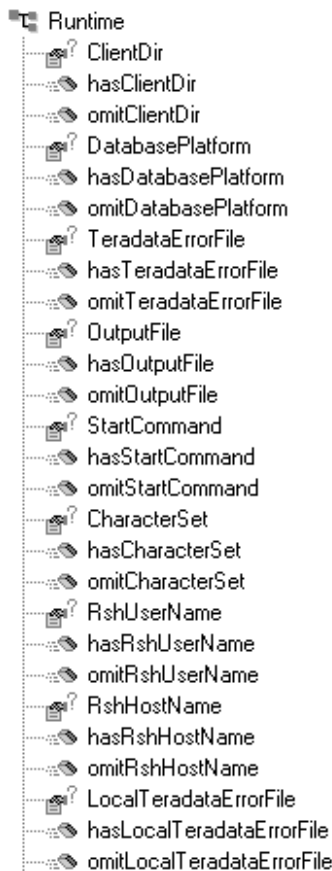 Runtime
ClientDir
hasClientDir
omitClientDir
DatabasePlatform
hasDatabasePlatform
omitDatabasePlatform
TeradataErrorFile
hasTeradataErrorFile
omitTeradataErrorFile
OutputFile
hasOutputFile
omitOutputFile
StartCommand
hasStartCommand
omitStartCommand
CharacterSet
hasCharacterSet
omitCharacterSet
RshUserName
hasRshUserName
omitRshUserName
RshHostName
hasRshHostName
omitRshHostName
LocalTeradataErrorFile
hasLocalTeradataErrorFile
omitLocalTeradataErrorFile